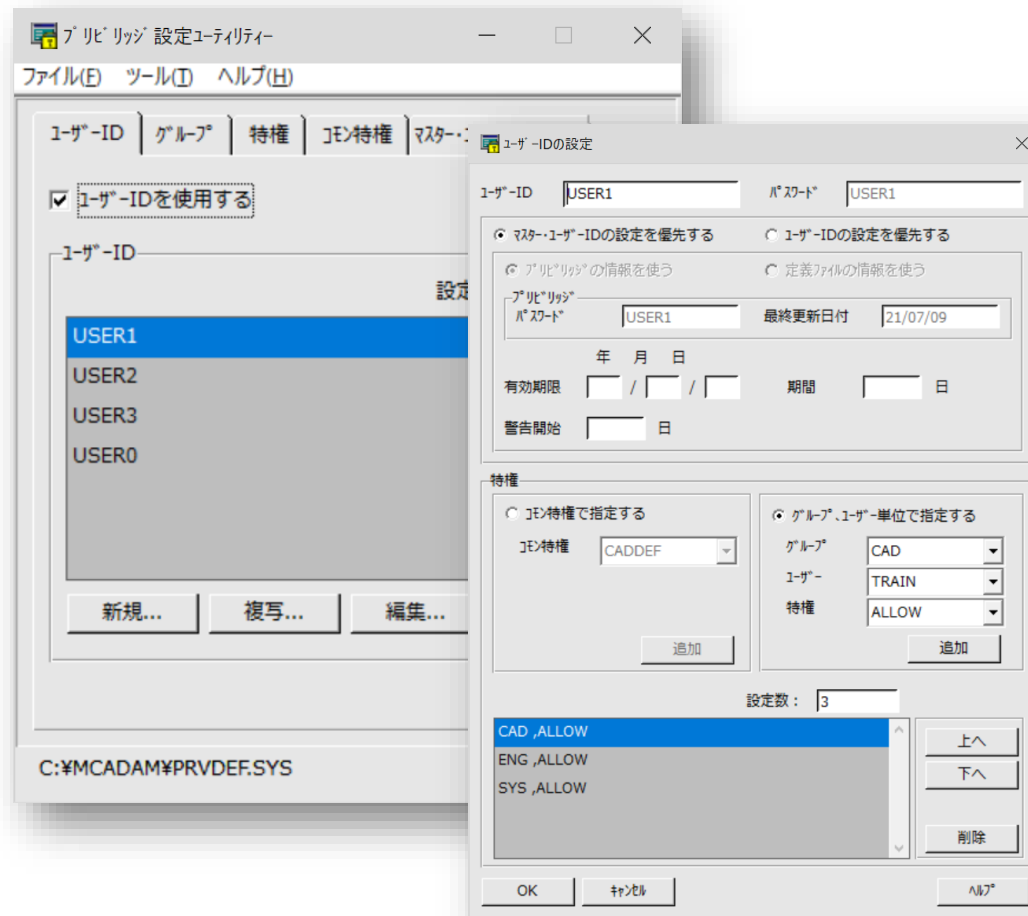 ﾌﾟﾘﾋﾞﾘｯｼﾞ設定ﾕｰﾃｨﾘﾃｨｰ
ファイル(F) ツール(T) ヘルプ(H)
ﾕｰｻﾞｰID ｸﾞﾙｰﾌﾟ 特権 ｺﾓﾝ特権 ﾏｽﾀｰ･
ﾕｰｻﾞｰIDを使用する
ﾕｰｻﾞｰID
設定
USER1
USER2
USER3
USER0
新規... 複写... 編集...
C:¥MCADAM¥PRVDEF.SYS
ﾕｰｻﾞｰIDの設定
ﾕｰｻﾞｰID USER1 ﾊﾟｽﾜｰﾄﾞ USER1
ﾏｽﾀｰ･ﾕｰｻﾞｰIDの設定を優先する ﾕｰｻﾞｰIDの設定を優先する
ﾌﾟﾘﾋﾞﾘｯｼﾞの情報を使う 定義ﾌｧｲﾙの情報を使う
ﾌﾟﾘﾋﾞﾘｯｼﾞ
ﾊﾟｽﾜｰﾄﾞ USER1 最終更新日付 21/07/09
年 月 日
有効期限 / / 期間 日
警告開始 日
特権
ｺﾓﾝ特権で指定する ｸﾞﾙｰﾌﾟ､ﾕｰｻﾞｰ単位で指定する
ｺﾓﾝ特権 CADDEF ｸﾞﾙｰﾌﾟ CAD
ﾕｰｻﾞｰ TRAIN
特権 ALLOW
追加 追加
設定数： 3
CAD ,ALLOW
ENG ,ALLOW
SYS ,ALLOW
上へ
下へ
削除
OK ｷｬﾝｾﾙ ﾍﾙﾌﾟ